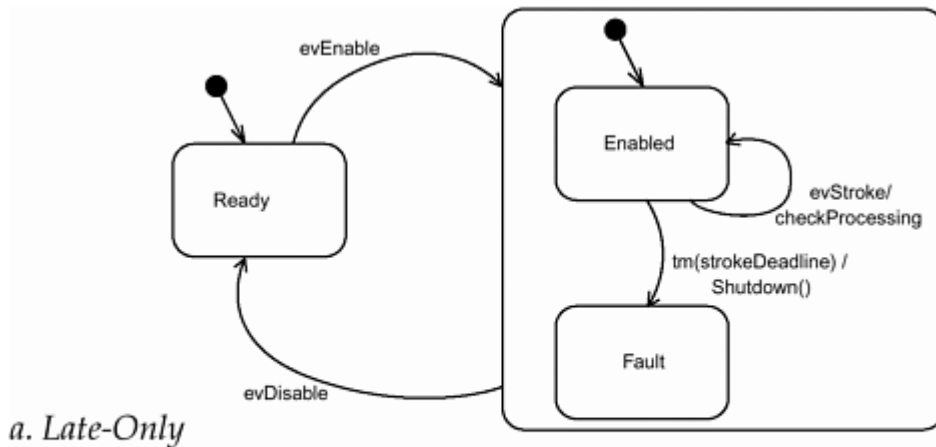 evEnable
Enabled
Ready
evStroke/
checkProcessing
tm(strokeDeadline) /
Shutdown()
Fault
evDisable
a. Late-Only